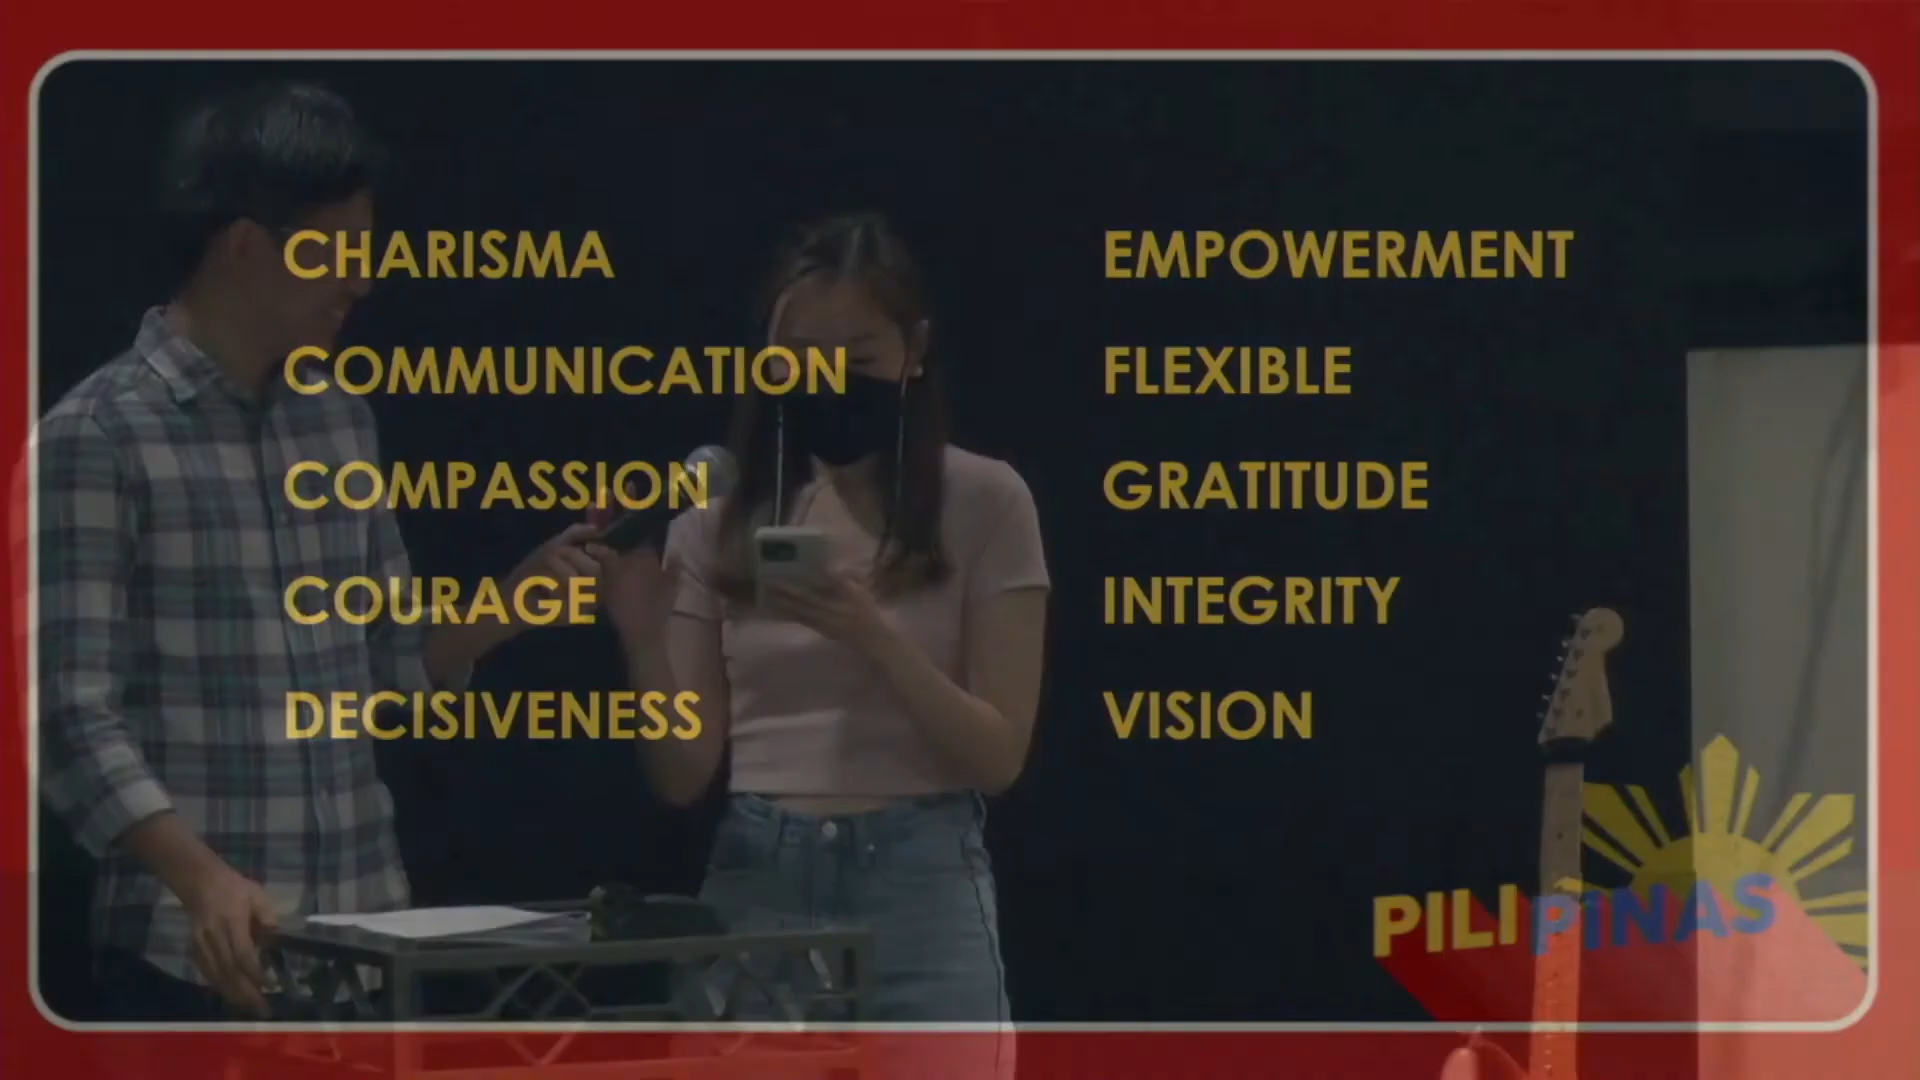 CHARISMA
COMMUNICATION
COMPASSION
COURAGE
DECISIVENESS
EMPOWERMENT
FLEXIBLE
GRATITUDE
INTEGRITY
VISION
PILIPINAS